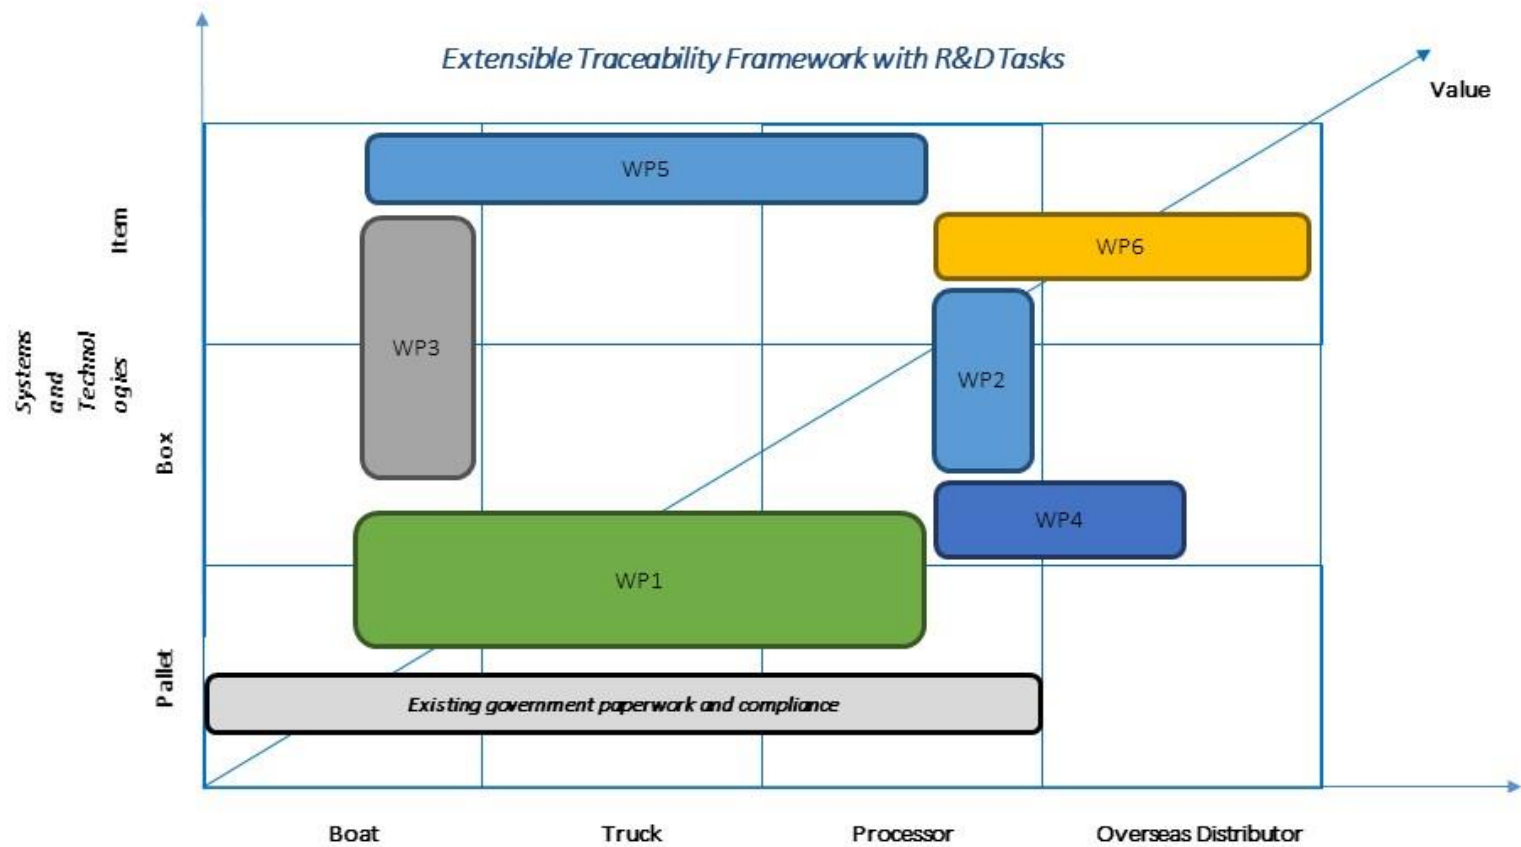 Extensible Traceability Framework with R&D Tasks
Value
WP5
Item
WP6
Systems
and
Technol
ogies
WP3
WP2
Box
WP4
WP1
Pallet
Existing government paperwork and compliance
Boat
Truck
Processor
Overseas Distributor